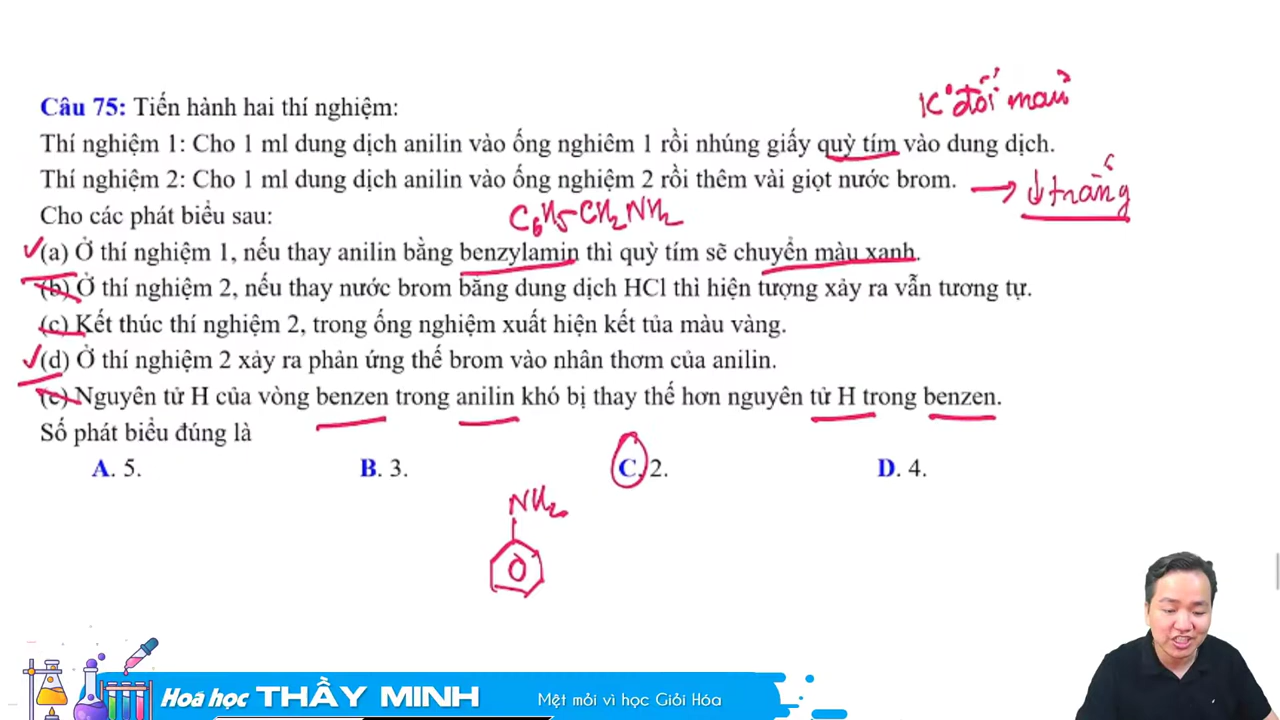 K° đổi màu
Câu 75: Tiến hành hai thí nghiệm:
Thí nghiệm 1: Cho 1 ml dung dịch anilin vào ống nghiêm 1 rồi nhúng giấy quỳ tím vào dung dịch.
Thí nghiệm 2: Cho 1 ml dung dịch anilin vào ống nghiệm 2 rồi thêm vài giọt nước brom. → ↓ trắng
Cho các phát biểu sau: C6H5-CH2NH2
(a) Ở thí nghiệm 1, nếu thay anilin bằng benzylamin thì quỳ tím sẽ chuyển màu xanh.
(b) Ở thí nghiệm 2, nếu thay nước brom bằng dung dịch HCl thì hiện tượng xảy ra vẫn tương tự.
(c) Kết thúc thí nghiệm 2, trong ống nghiệm xuất hiện kết tủa màu vàng.
(d) Ở thí nghiệm 2 xảy ra phản ứng thế brom vào nhân thơm của anilin.
(e) Nguyên tử H của vòng benzen trong anilin khó bị thay thế hơn nguyên tử H trong benzen.
Số phát biểu đúng là
A. 5. B. 3. C. 2. D. 4.
NH2
Hoá học THẦY MINH Mệt mỏi vì học Giỏi Hóa